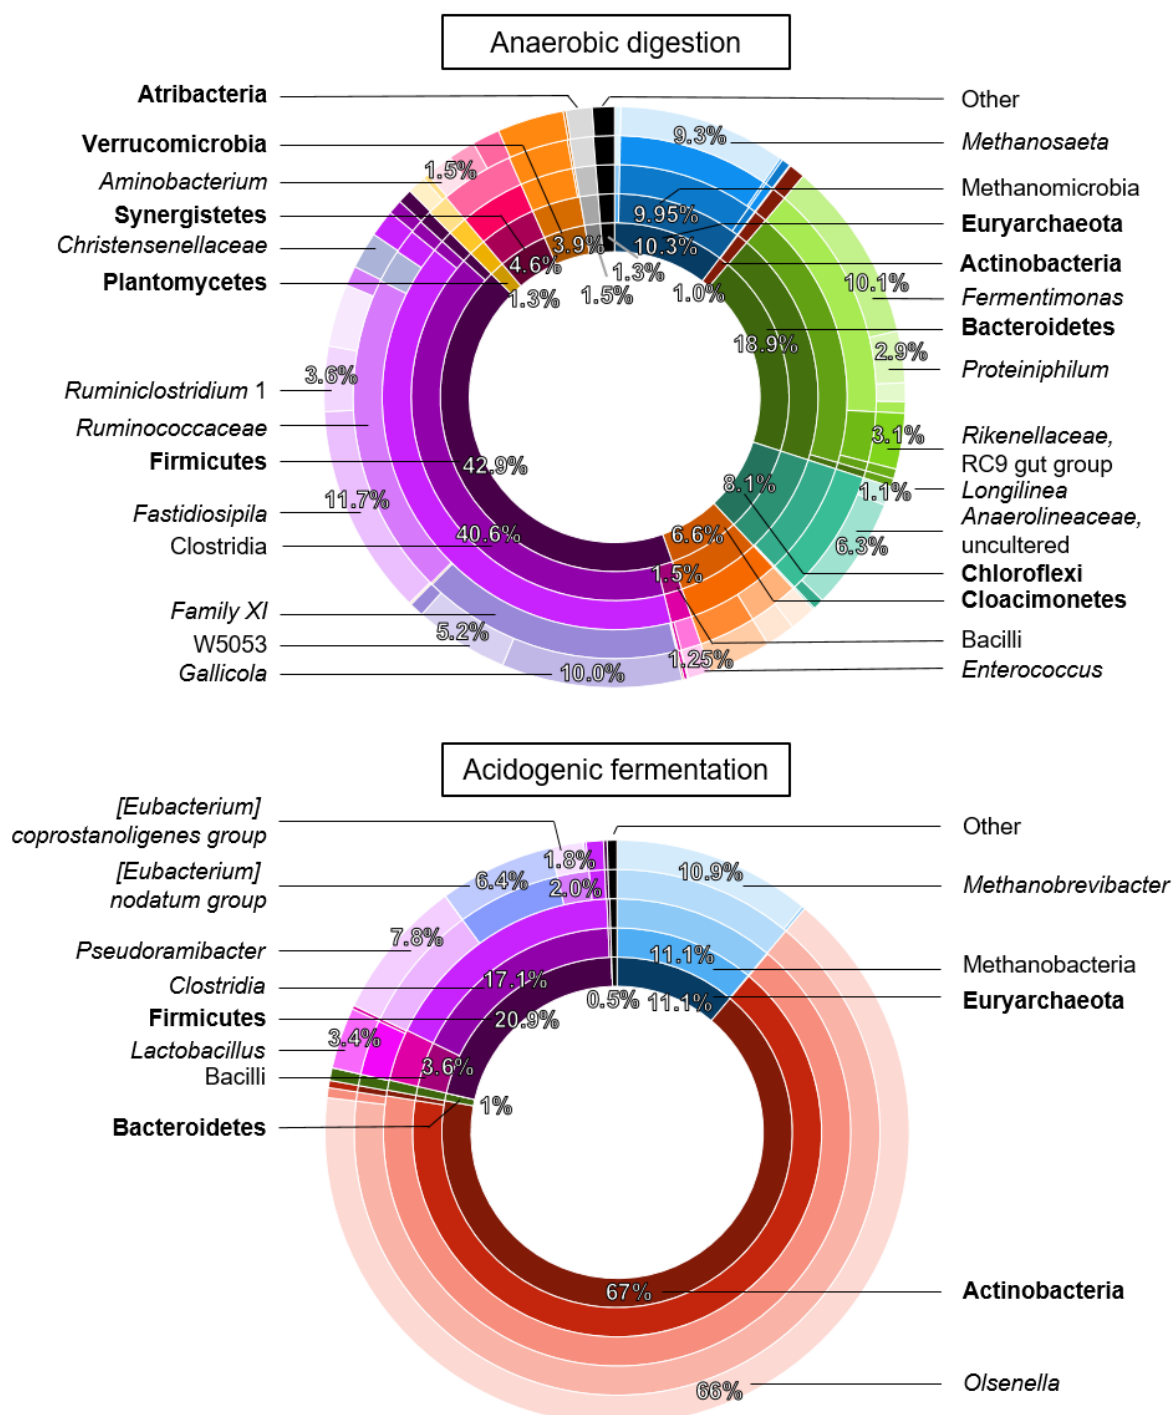 Anaerobic digestion
Atribacteria
Verrucomicrobia
Aminobacterium
Synergistetes
Christensenellaceae
Plantomycetes
Ruminiclostridium 1
Ruminococcaceae
Firmicutes
Fastidiosipila
Clostridia
Family XI
W5053
Gallicola
Other
Methanosaeta
Methanomicrobia
Euryarchaeota
Actinobacteria
Fermentimonas
Bacteroidetes
Proteiniphilum
Rikenellaceae,
RC9 gut group
Longilinea
Anaerolineaceae,
uncultered
Chloroflexi
Cloacimonetes
Bacilli
Enterococcus
9.3%
1.5%
9.95%
10.3%
3.9%
4.6%
1.3%
1.3%
1.5%
1.0%
10.1%
18.9%
2.9%
3.6%
3.1%
42.9%
8.1%
1.1%
11.7%
40.6%
6.6%
6.3%
1.5%
5.2%
1.25%
10.0%
Acidogenic fermentation
[Eubacterium]
coprostanoligenes group
[Eubacterium]
nodatum group
Pseudoramibacter
Clostridia
Firmicutes
Lactobacillus
Bacilli
Bacteroidetes
Other
Methanobrevibacter
Methanobacteria
Euryarchaeota
Actinobacteria
Olsenella
1.8%
10.9%
6.4%
2.0%
7.8%
11.1%
17.1%
0.5%
11.1%
20.9%
3.4%
3.6%
1%
67%
66%